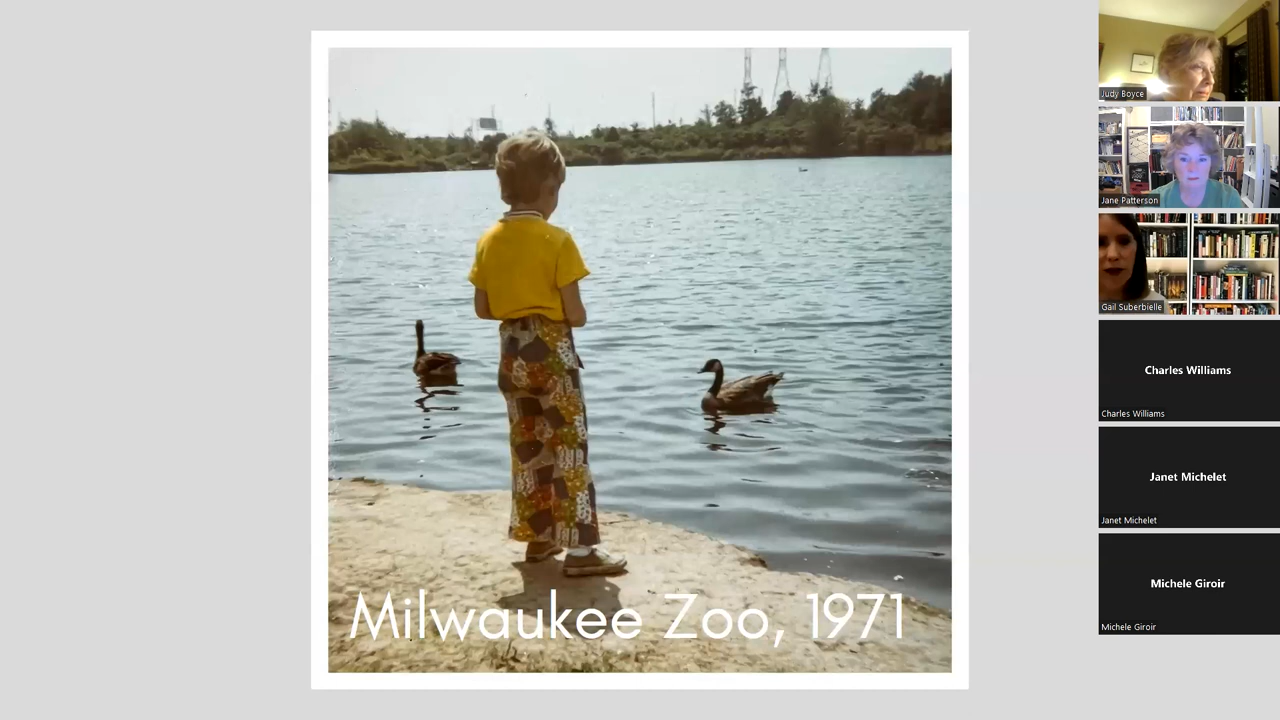 Milwaukee Zoo, 1971
Judy Boyce
Jane Patterson
Gail Suberbielle
Charles Williams
Charles Williams
Janet Michelet
Janet Michelet
Michele Giroir
Michele Giroir